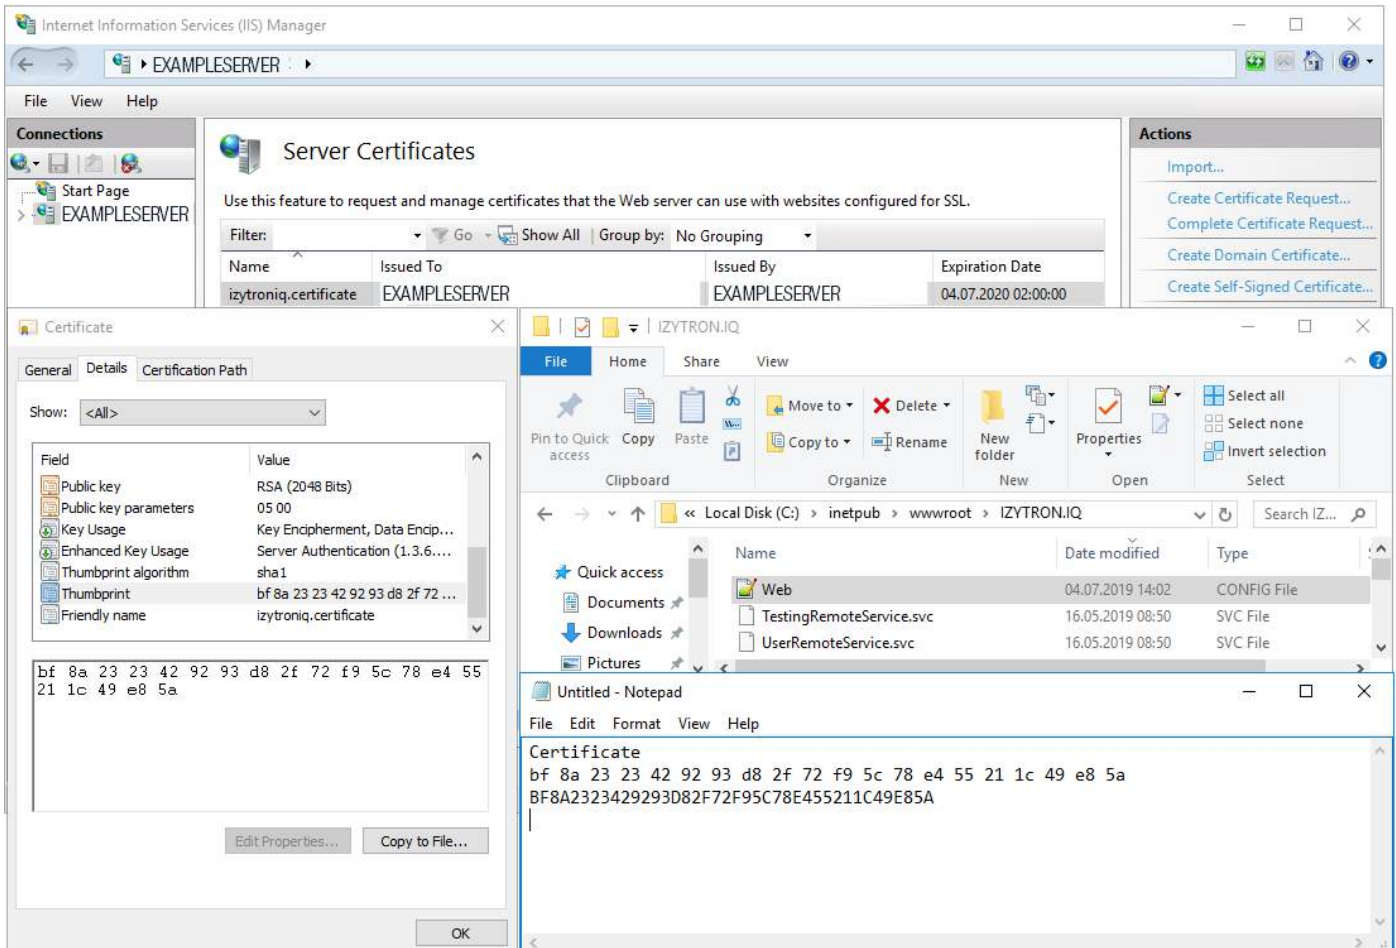 Internet Information Services (IIS) Manager
EXAMPLESERVER
File View Help
Connections
Start Page
EXAMPLESERVER
Server Certificates
Use this feature to request and manage certificates that the Web server can use with websites configured for SSL.
Filter: Go Show All Group by: No Grouping
Name Issued To Issued By Expiration Date
izytroniq.certificate EXAMPLESERVER EXAMPLESERVER 04.07.2020 02:00:00
Actions
Import...
Create Certificate Request...
Complete Certificate Request...
Create Domain Certificate...
Create Self-Signed Certificate...
Certificate
General Details Certification Path
Show: <All>
Field Value
Public key RSA (2048 Bits)
Public key parameters 05 00
Key Usage Key Encipherment, Data Encip...
Enhanced Key Usage Server Authentication (1.3.6....
Thumbprint algorithm sha1
Thumbprint bf 8a 23 23 42 92 93 d8 2f 72 ...
Friendly name izytroniq.certificate
bf 8a 23 23 42 92 93 d8 2f 72 f9 5c 78 e4 55
21 1c 49 e8 5a
Edit Properties... Copy to File...
OK
IZYTRON.IQ
File Home Share View
Pin to Quick access
Copy
Paste
Clipboard
Move to
Copy to
Delete
Rename
Organize
New folder
New
Properties
Open
Select all
Select none
Invert selection
Select
« Local Disk (C:) › inetpub › wwwroot › IZYTRON.IQ
Search IZ...
Quick access
Documents
Downloads
Pictures
Name Date modified Type
Web 04.07.2019 14:02 CONFIG File
TestingRemoteService.svc 16.05.2019 08:50 SVC File
UserRemoteService.svc 16.05.2019 08:50 SVC File
Untitled - Notepad
File Edit Format View Help
Certificate
bf 8a 23 23 42 92 93 d8 2f 72 f9 5c 78 e4 55 21 1c 49 e8 5a
BF8A2323429293D82F72F95C78E455211C49E85A